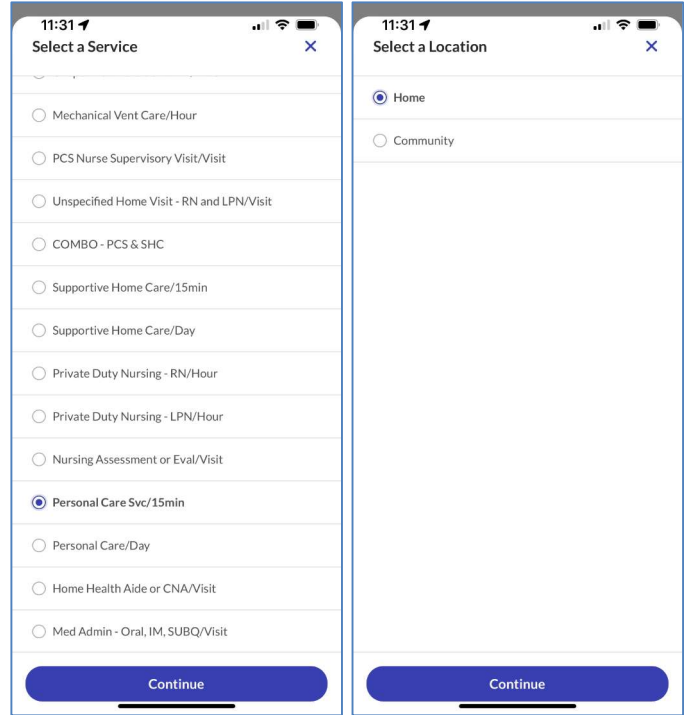 11:31
Select a Service
Mechanical Vent Care/Hour
PCS Nurse Supervisory Visit/Visit
Unspecified Home Visit - RN and LPN/Visit
COMBO - PCS & SHC
Supportive Home Care/15min
Supportive Home Care/Day
Private Duty Nursing - RN/Hour
Private Duty Nursing - LPN/Hour
Nursing Assessment or Eval/Visit
Personal Care Svc/15min
Personal Care/Day
Home Health Aide or CNA/Visit
Med Admin - Oral, IM, SUBQ/Visit
Continue
11:31
Select a Location
Home
Community
Continue